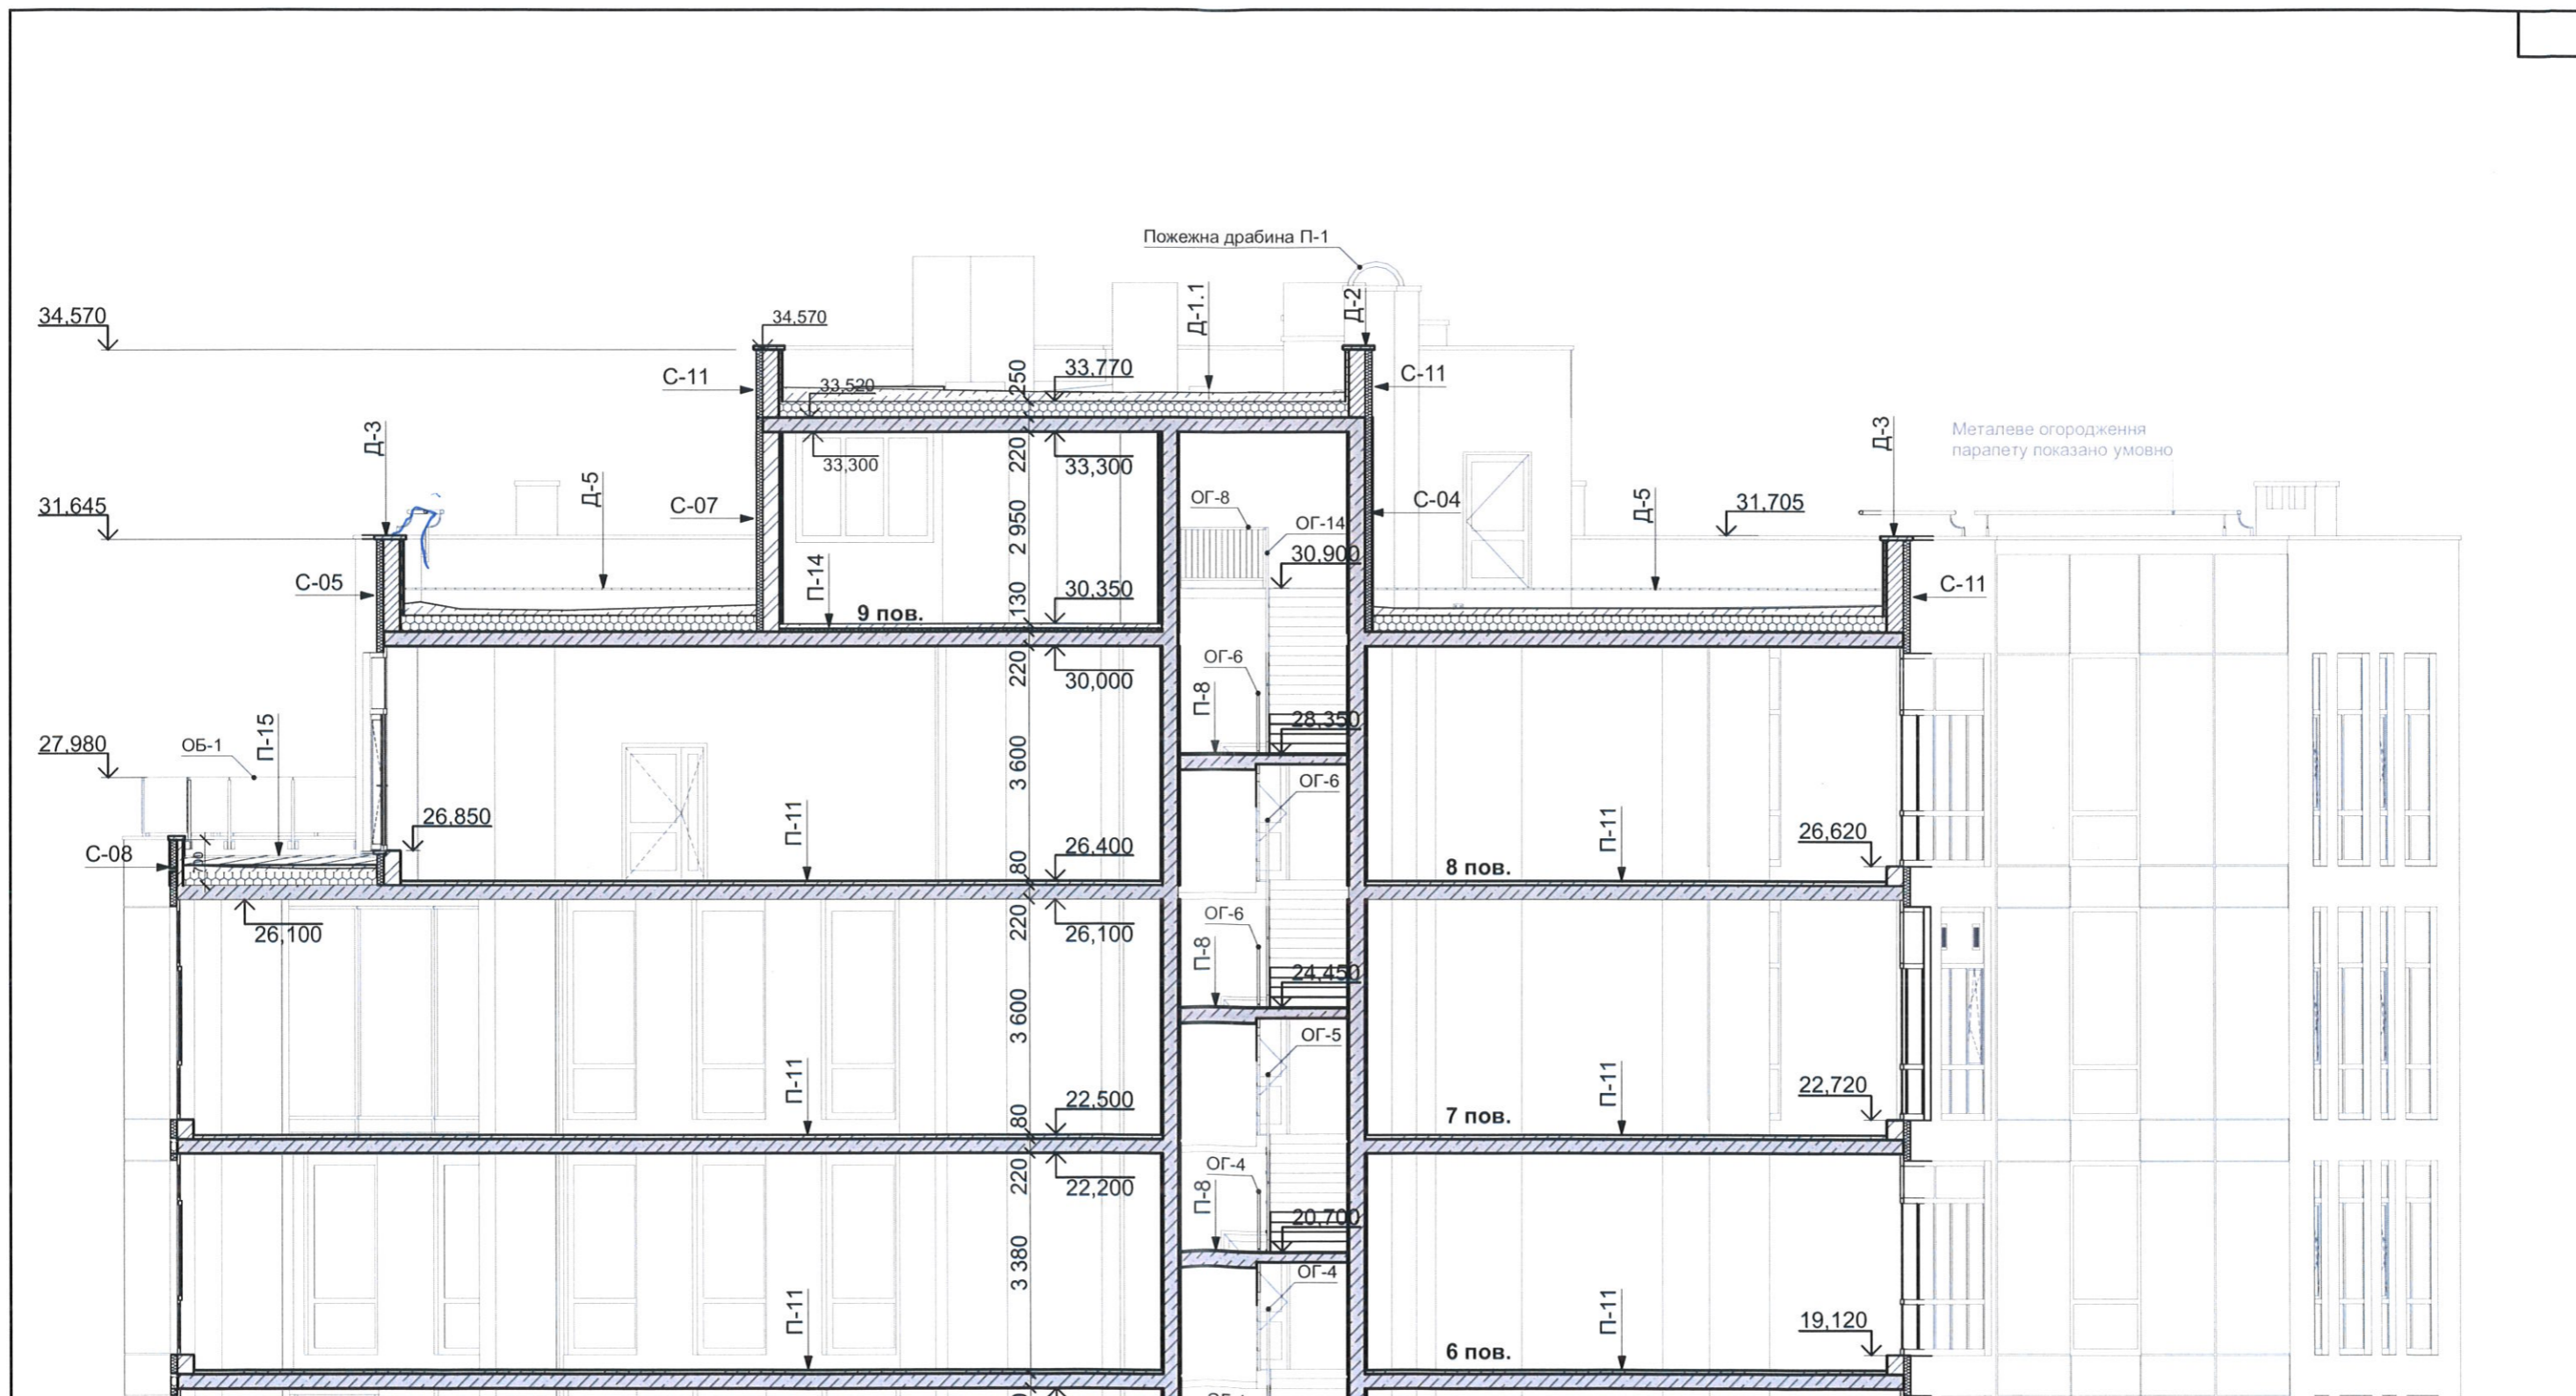 Пожежна драбина П-1
34,570
34,570
Д-1.1
Д-2
С-11
33,520
250
33,770
С-11
Д-3
Д-3
Металеве огородження
парапету показано умовно
33,300
220
33,300
31.645
Д-5
С-07
2 950
ОГ-8
ОГ-14
С-04
Д-5
31,705
30,900
С-05
П-14
9 пов.
130
30,350
С-11
220
30,000
ОГ-6
П-8
28,350
27,980
ОБ-1
П-15
3 600
ОГ-6
26,850
П-11
П-11
26,620
С-08
80
26,400
8 пов.
26,100
220
26,100
ОГ-6
П-8
24,450
3 600
ОГ-5
П-11
80
22,500
П-11
7 пов.
22,720
220
22,200
ОГ-4
П-8
20,700
3 380
ОГ-4
П-11
П-11
19,120
6 пов.